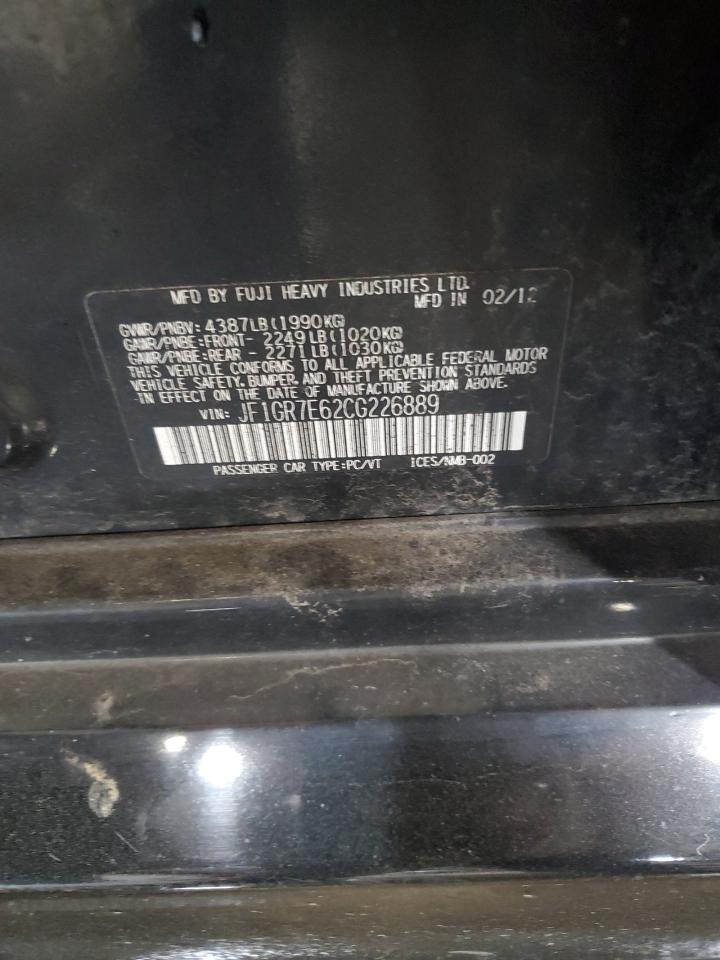 MFD BY FUJI HEAVY INDUSTRIES LTD.
MFD IN 02/12
GVWR/PNBV: 4387LB(1990KG)
GAWR/PNBE:FRONT- 2249LB(1020KG)
GAWR/PNBE:REAR - 2271LB(1030KG)
THIS VEHICLE CONFORMS TO ALL APPLICABLE FEDERAL MOTOR
VEHICLE SAFETY, BUMPER, AND THEFT PREVENTION STANDARDS
IN EFFECT ON THE DATE OF MANUFACTURE SHOWN ABOVE.
VIN: JF1GR7E62CG226889
PASSENGER CAR TYPE:PC/VT ICES/NMB-002